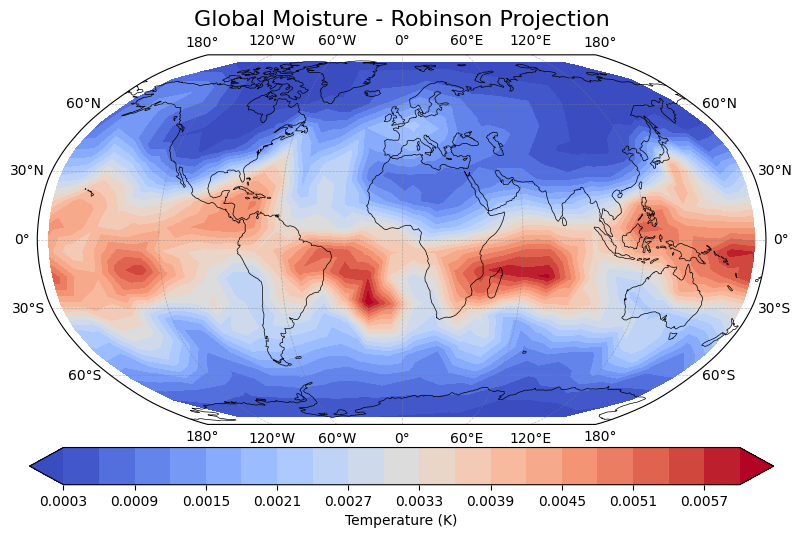 Global Moisture - Robinson Projection
180° 120°W 60°W 0° 60°E 120°E 180°
60°N 60°N
30°N 30°N
0° 0°
30°S 30°S
60°S 60°S
180° 120°W 60°W 0° 60°E 120°E 180°
0.0003 0.0009 0.0015 0.0021 0.0027 0.0033 0.0039 0.0045 0.0051 0.0057
Temperature (K)